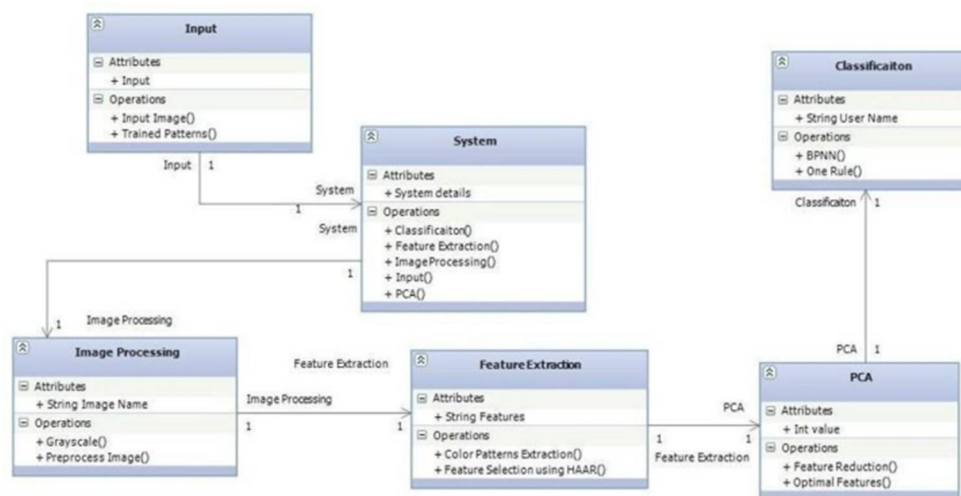 Input
Attributes
+ Input
Operations
+ Input Image()
+ Trained Patterns()
Input 1
System
1
System
Attributes
+ System details
Operations
+ Classificaiton()
+ Feature Extraction()
+ ImageProcessing()
+ Input()
+ PCA()
System
1
1 Image Processing
Image Processing
Attributes
+ String Image Name
Operations
+ Grayscale()
+ Preprocess Image()
Feature Extraction
Image Processing
1 1
FeatureExtraction
Attributes
+ String Features
Operations
+ Color Patterns Extraction()
+ Feature Selection using HAAR()
PCA
1 1
Feature Extraction
PCA
Attributes
+ Int value
Operations
+ Feature Reduction()
+ Optimal Features()
PCA 1
Classificaiton 1
Classificaiton
Attributes
+ String User Name
Operations
+ BPNN()
+ One Rule()